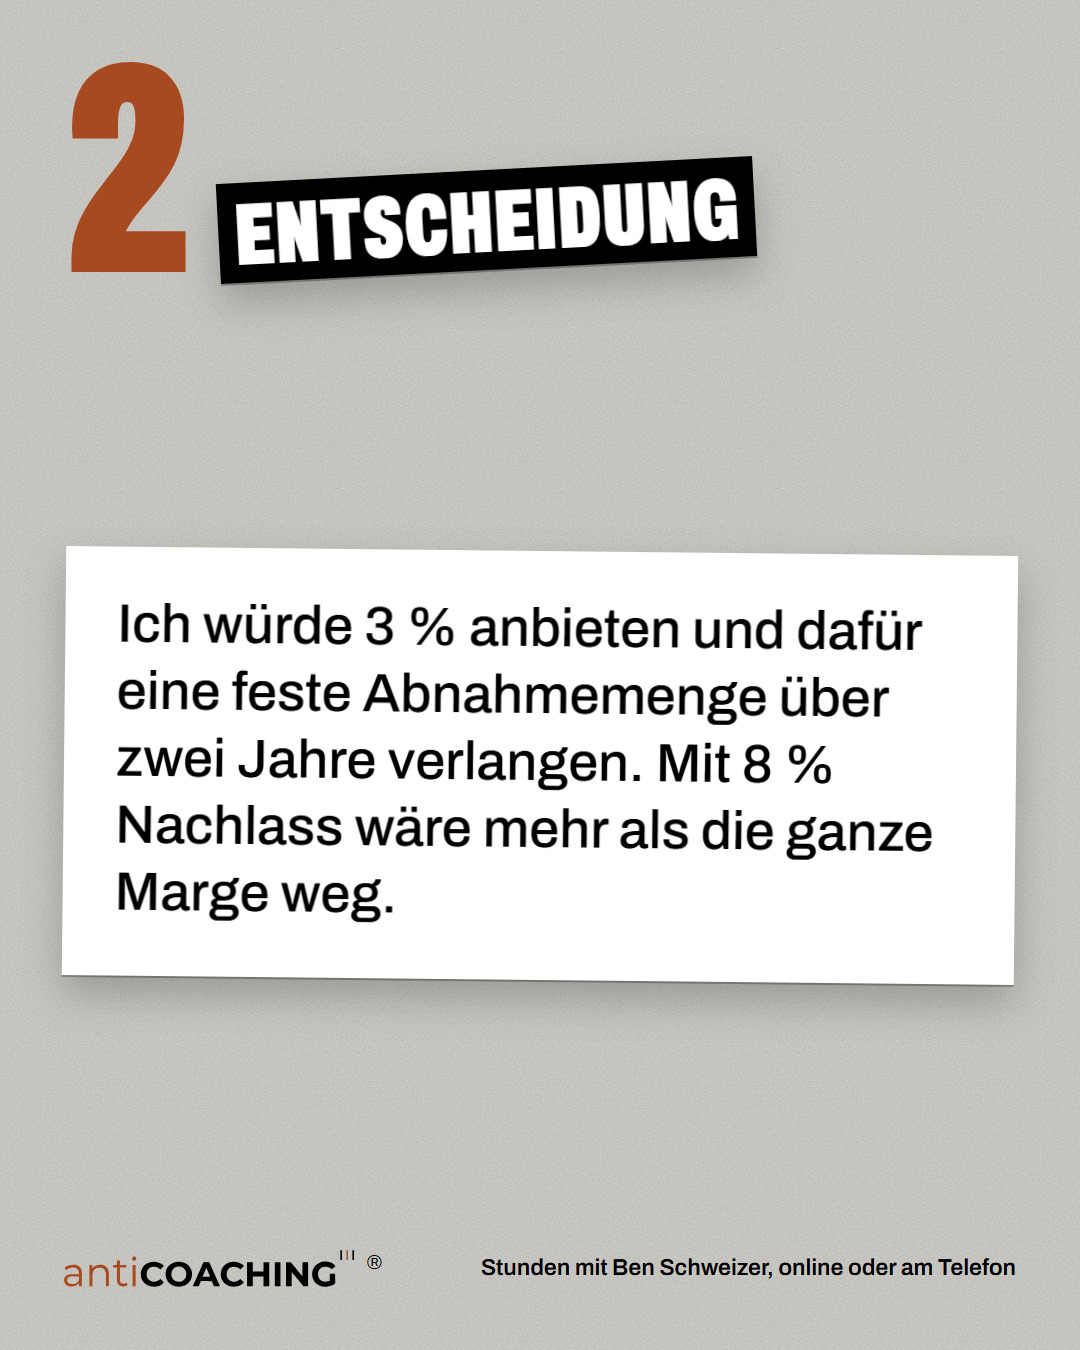 2
ENTSCHEIDUNG
Ich würde 3 % anbieten und dafür
eine feste Abnahmemenge über
zwei Jahre verlangen. Mit 8 %
Nachlass wäre mehr als die ganze
Marge weg.
antiCOACHING ®
Stunden mit Ben Schweizer, online oder am Telefon